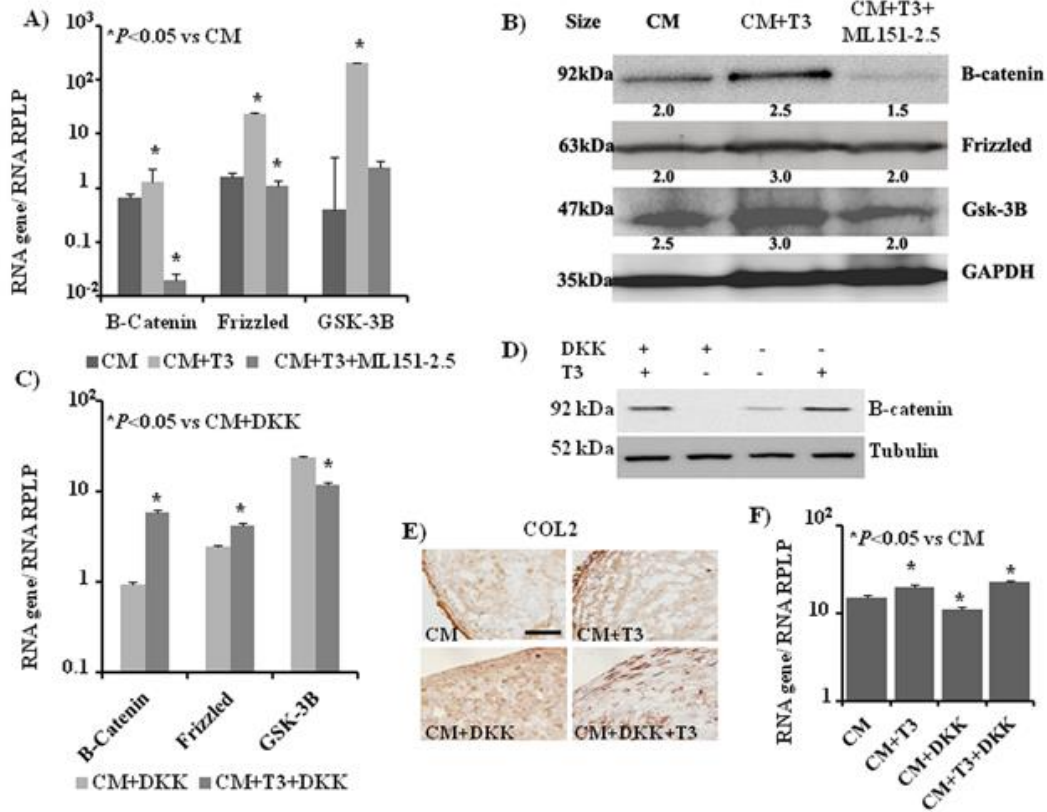 A)
*P<0.05 vs CM
RNA gene/ RNA RPLP
10³
10²
10
1
0.1
10-²
* * * * *
B-Catenin Frizzled GSK-3B
CM CM+T3 CM+T3+ML151-2.5
B) Size CM CM+T3 CM+T3+
ML151-2.5
92kDa B-catenin
2.0 2.5 1.5
63kDa Frizzled
2.0 3.0 2.0
47kDa Gsk-3B
2.5 3.0 2.0
35kDa GAPDH
C)
*P<0.05 vs CM+DKK
RNA gene/ RNA RPLP
10²
10
1
0.1
* * *
B-Catenin Frizzled GSK-3B
CM+DKK CM+T3+DKK
D) DKK + + - -
T3 + - - +
92 kDa B-catenin
52 kDa Tubulin
E) COL2
CM CM+T3
CM+DKK CM+DKK+T3
F)
*P<0.05 vs CM
RNA gene/ RNA RPLP
10²
10
1
* * *
CM CM+T3 CM+DKK CM+T3+DKK